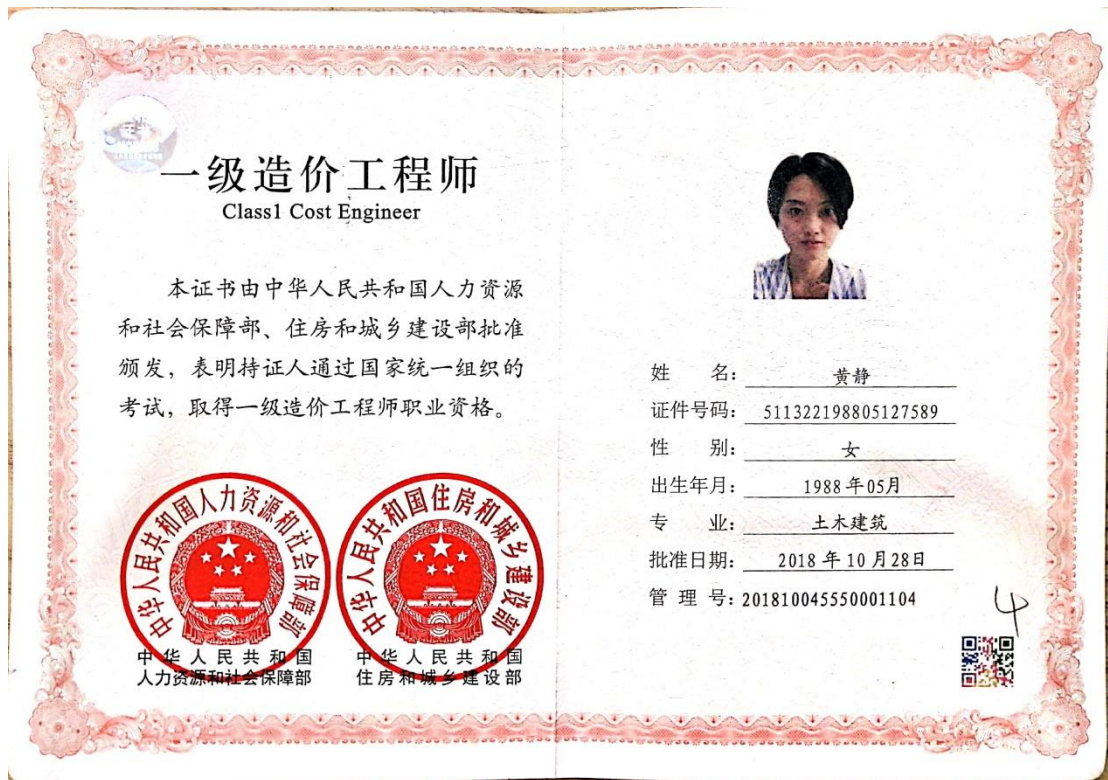 一级造价工程师
Class1 Cost Engineer
本证书由中华人民共和国人力资源
和社会保障部、住房和城乡建设部批准
颁发，表明持证人通过国家统一组织的
考试，取得一级造价工程师职业资格。
中华人民共和国人力资源和社会保障部
中华人民共和国
人力资源和社会保障部
中华人民共和国住房和城乡建设部
中华人民共和国
住房和城乡建设部
姓 名：黄静
证件号码：511322198805127589
性 别：女
出生年月：1988年05月
专 业：土木建筑
批准日期：2018年10月28日
管 理 号：201810045550001104